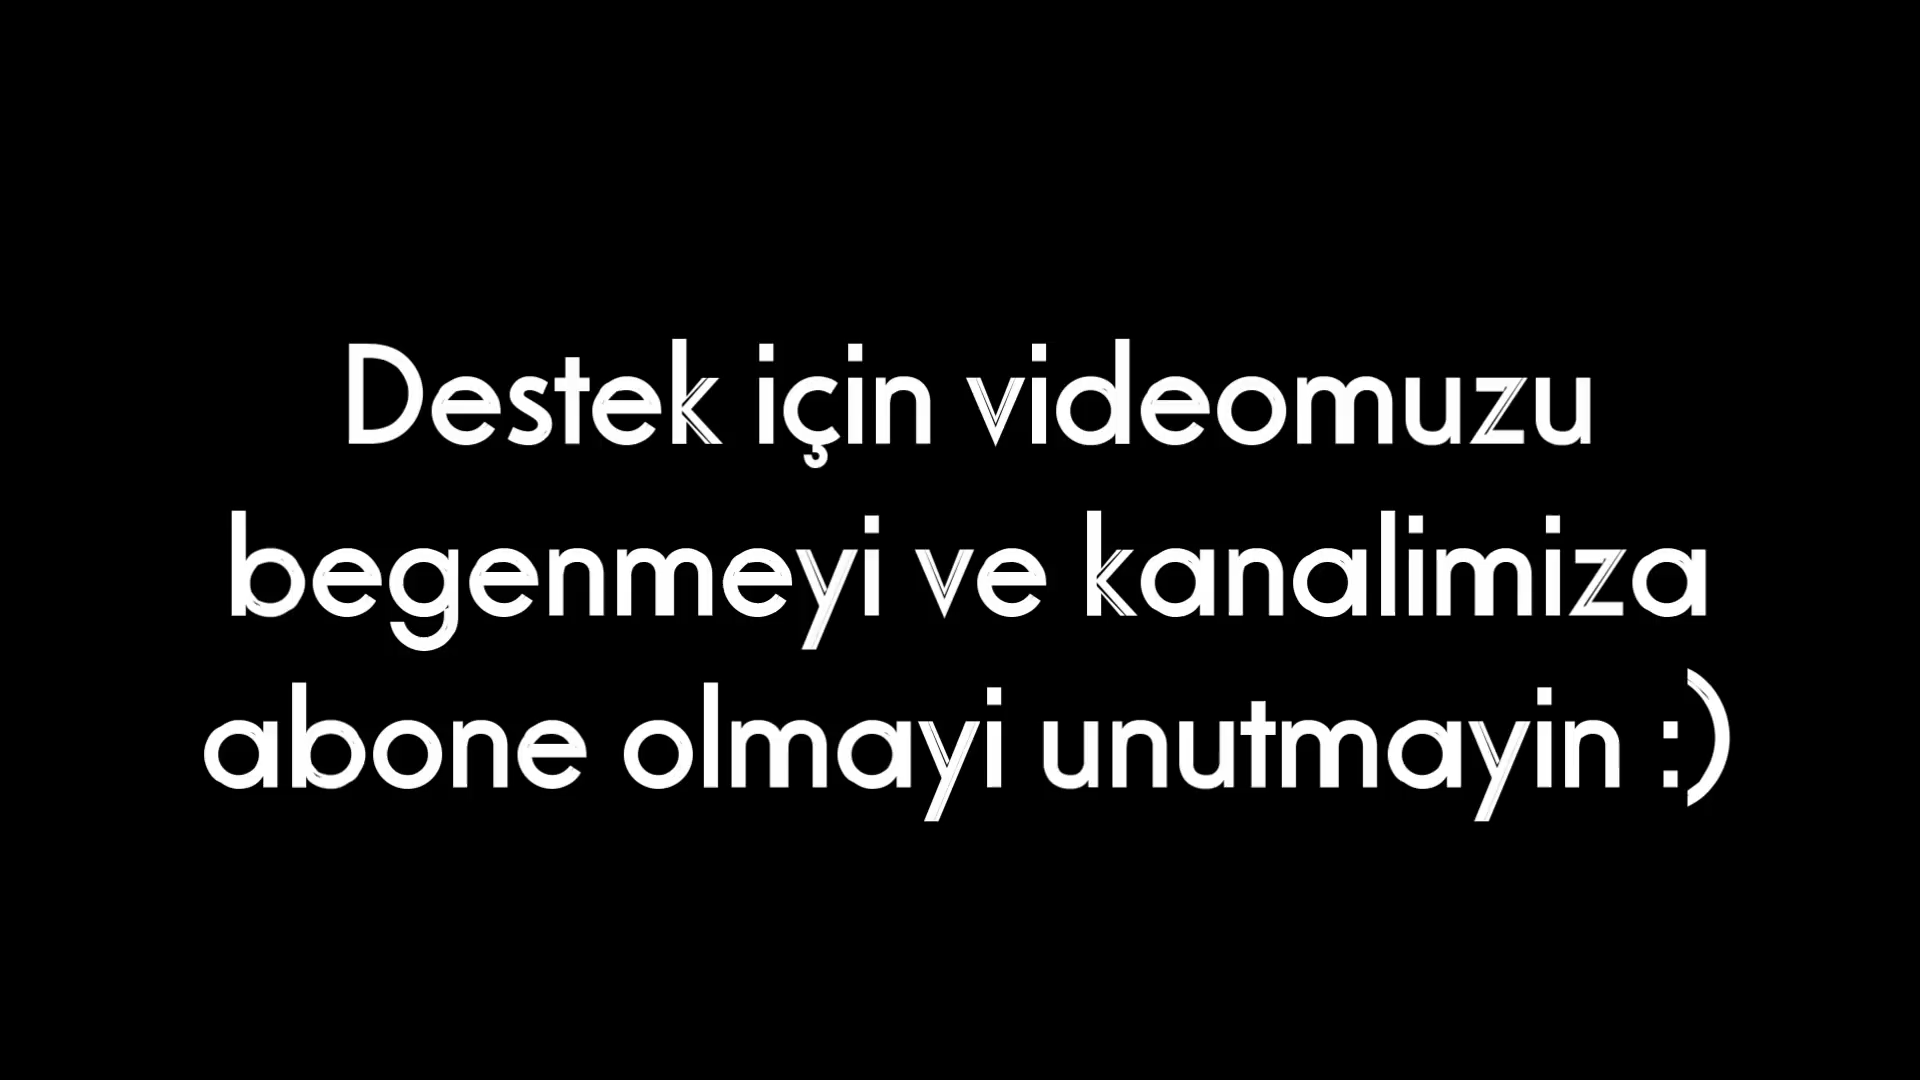 Destek için videomuzu
begenmeyi ve kanalimiza
abone olmayi unutmayin :)